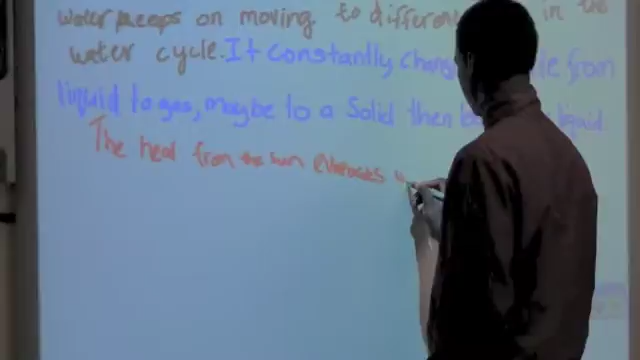 water keeps on moving to different in the
water cycle. It constantly from
liquid to gas, maybe to a Solid then liquid
The heat from the sun evaporates